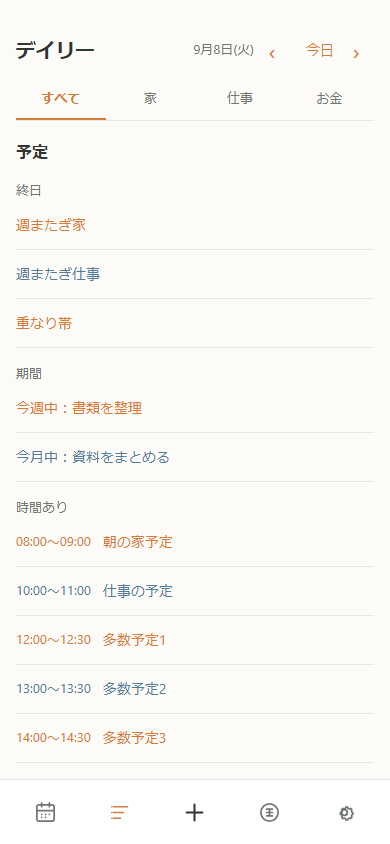 デイリー 9月8日(火) ‹ 今日 ›
すべて 家 仕事 お金
予定
終日
週またぎ家
週またぎ仕事
重なり帯
期間
今週中：書類を整理
今月中：資料をまとめる
時間あり
08:00〜09:00 朝の家予定
10:00〜11:00 仕事の予定
12:00〜12:30 多数予定1
13:00〜13:30 多数予定2
14:00〜14:30 多数予定3